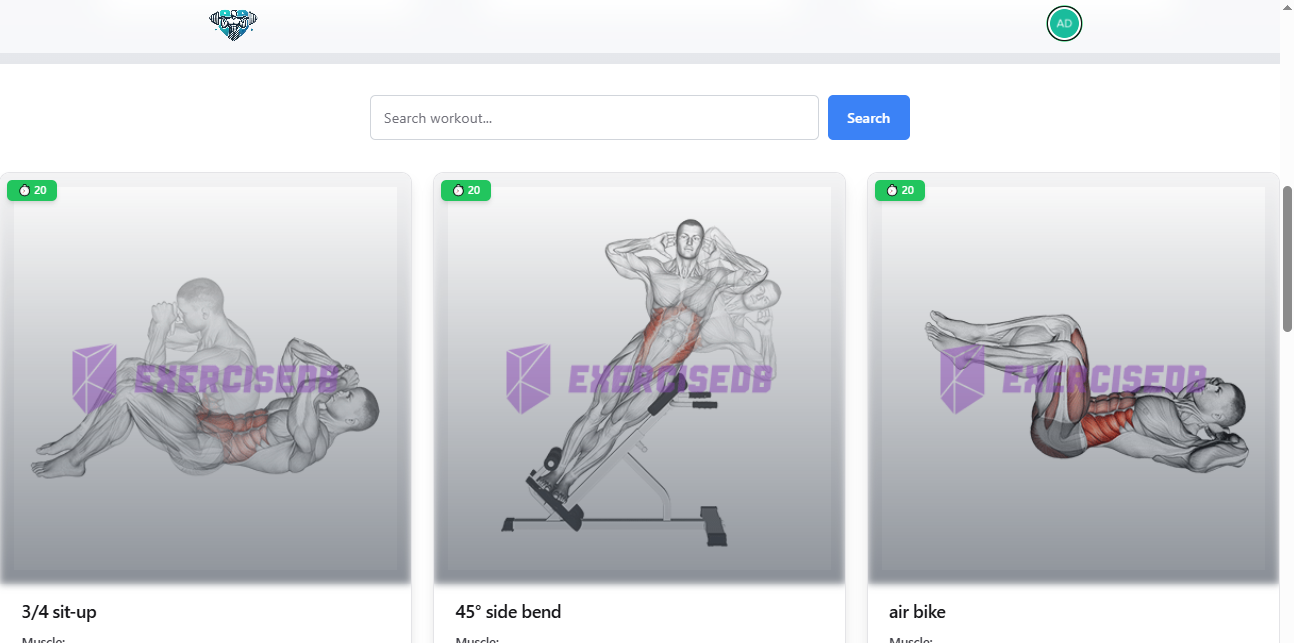 AD
Search workout...
Search
20
20
20
EXERCISEDB
EXERCISEDB
EXERCISEDB
3/4 sit-up
45° side bend
air bike
Muscle:
Muscle:
Muscle: